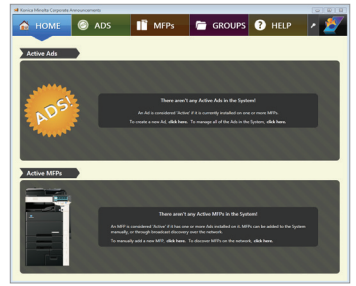 Konica Minolta Corporate Announcements
HOME ADS MFPs GROUPS ? HELP
Active Ads
ADS!
There aren't any Active Ads in the System!
An Ad is considered 'Active' if it is currently installed on one or more MFPs.
To create a new Ad, click here. To manage all of the Ads in the System, click here.
Active MFPs
There aren't any Active MFPs in the System!
An MFP is considered 'Active' if it has one or more Ads installed on it. MFPs can be added to the System
manually, or through broadcast discovery over the network.
To manually add a new MFP, click here. To discover MFPs on the network, click here.